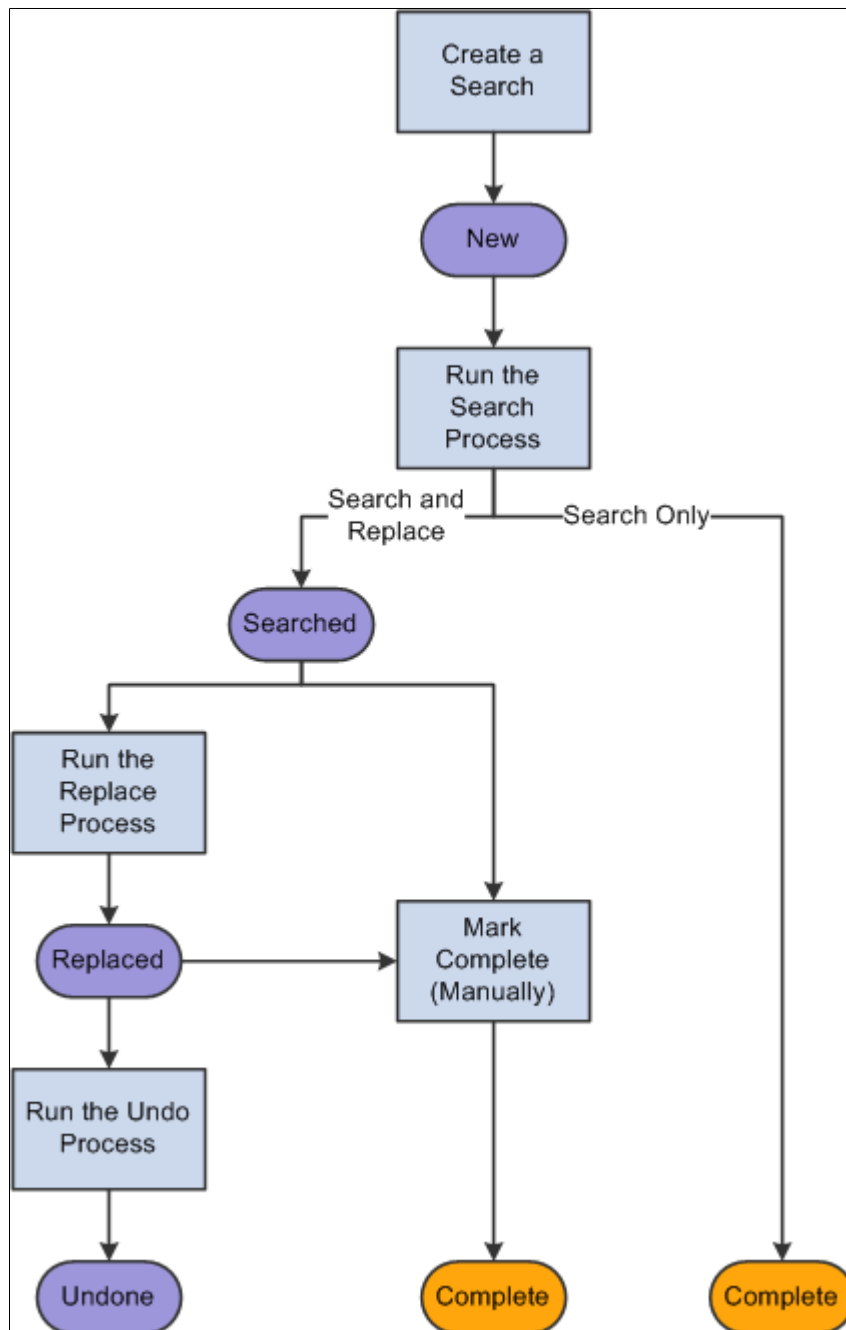 Create a
Search
New
Run the
Search
Process
Search and
Replace
Search Only
Searched
Run the
Replace
Process
Replaced
Mark
Complete
(Manually)
Run the Undo
Process
Undone
Complete
Complete